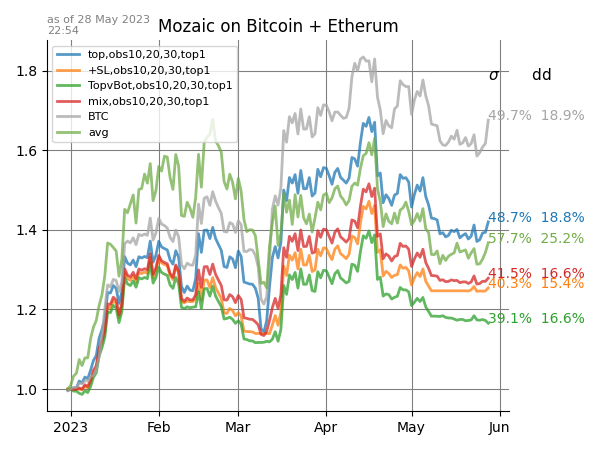 as of 28 May 2023
22:54
Mozaic on Bitcoin + Etherum
top,obs10,20,30,top1
+SL,obs10,20,30,top1
TopvBot,obs10,20,30,top1
mix,obs10,20,30,top1
BTC
avg
σ dd
49.7% 18.9%
48.7% 18.8%
57.7% 25.2%
41.5% 16.6%
40.3% 15.4%
39.1% 16.6%
1.8
1.6
1.4
1.2
1.0
2023 Feb Mar Apr May Jun